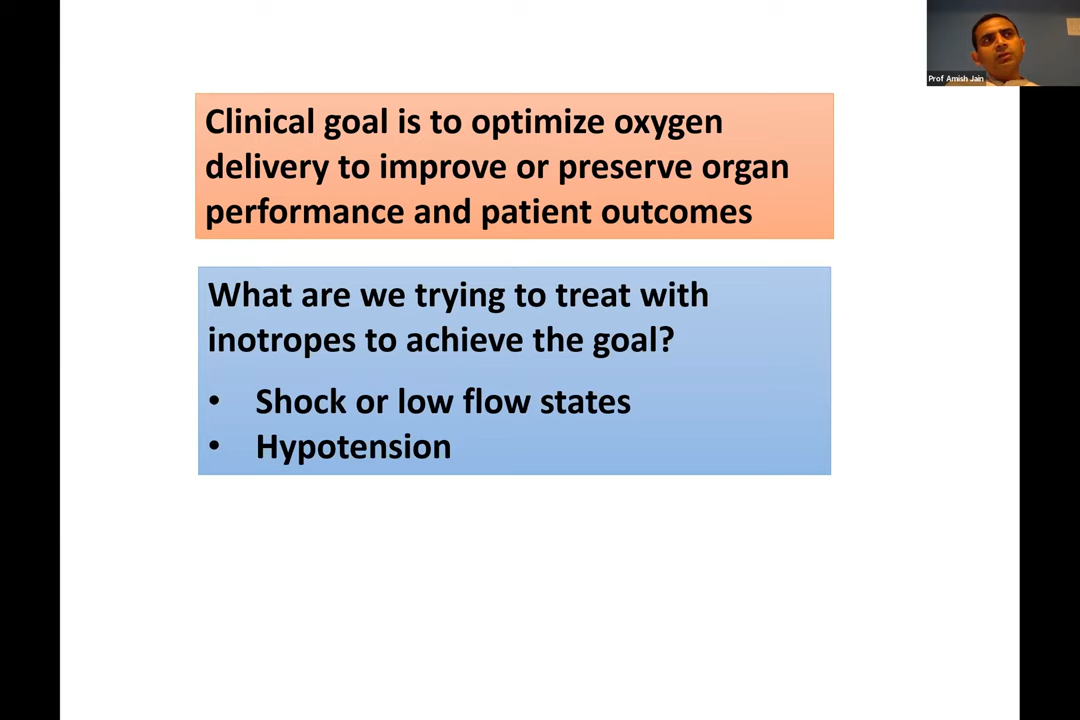 Prof Amish Jain
Clinical goal is to optimize oxygen
delivery to improve or preserve organ
performance and patient outcomes
What are we trying to treat with
inotropes to achieve the goal?
• Shock or low flow states
• Hypotension